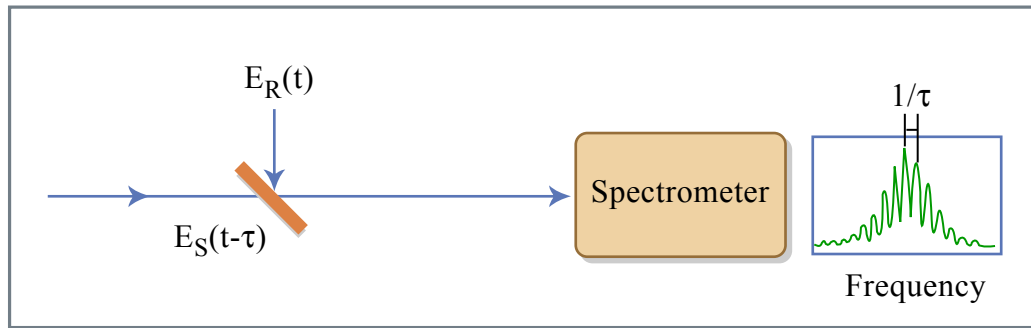 E_R(t)
1/τ
Spectrometer
E_S(t-τ)
Frequency